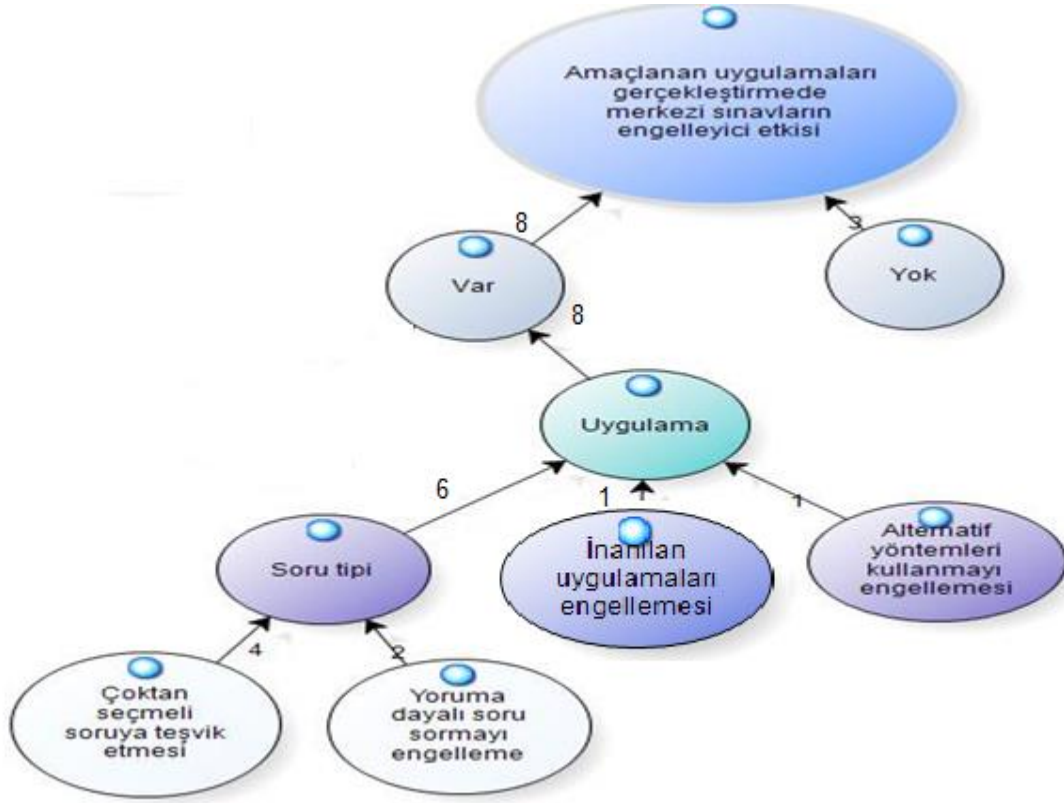 Amaçlanan uygulamaları
gerçekleştirmede
merkezi sınavların
engelleyici etkisi
8
3
Var
Yok
8
Uygulama
6
1
1
Soru tipi
İnanılan
uygulamaları
engellemesi
Alternatif
yöntemleri
kullanmayı
engellemesi
4
2
Çoktan
seçmeli
soruya teşvik
etmesi
Yoruma
dayalı soru
sormayı
engelleme